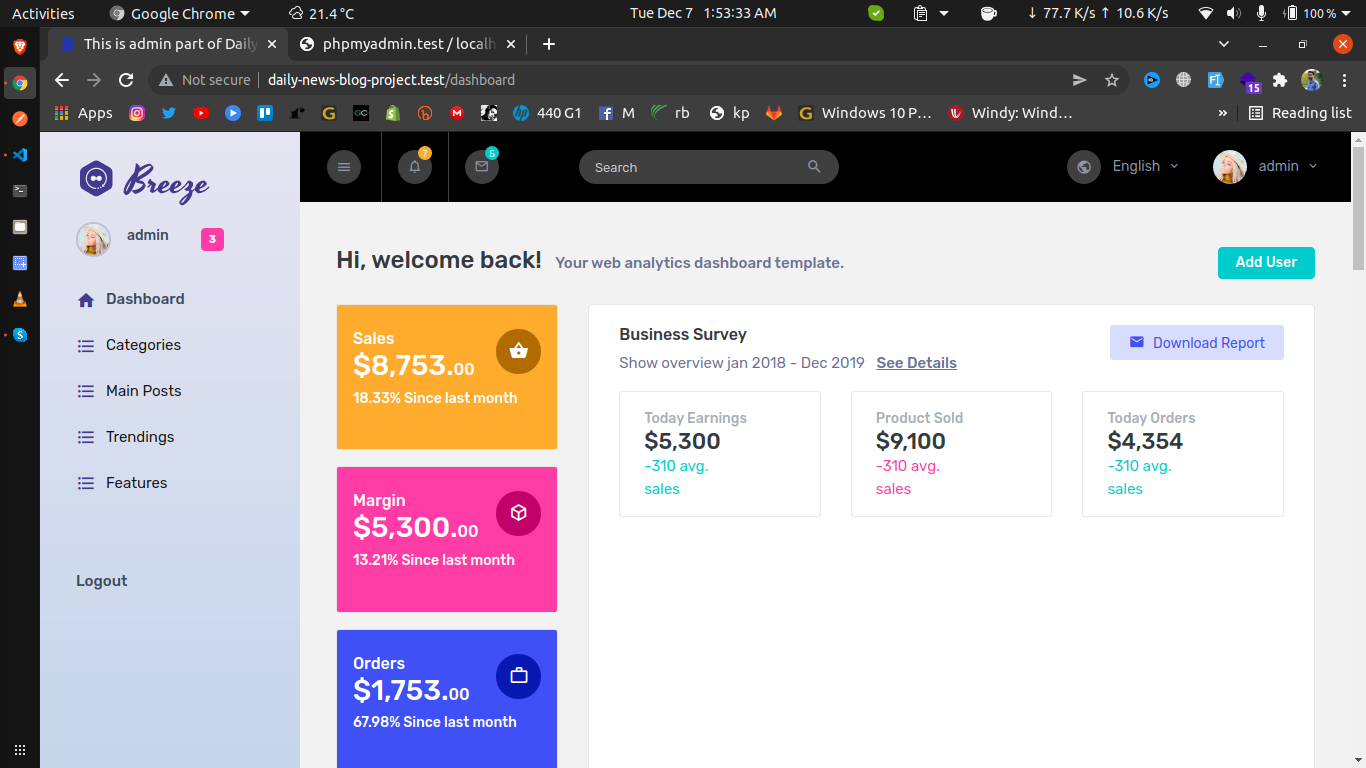 Activities
Google Chrome
21.4 °C
Tue Dec 7 1:53:33 AM
↓ 77.7 K/s ↑ 10.6 K/s
100 %
This is admin part of Daily
phpmyadmin.test / localh
Not secure
daily-news-blog-project.test/dashboard
15
Apps
GC
440 G1
M
rb
kp
Windows 10 P…
Windy: Wind…
»
Reading list
Breeze
7
5
Search
English
admin
admin
3
Dashboard
Categories
Main Posts
Trendings
Features
Logout
Hi, welcome back!
Your web analytics dashboard template.
Add User
Sales
$8,753.00
18.33% Since last month
Margin
$5,300.00
13.21% Since last month
Orders
$1,753.00
67.98% Since last month
Business Survey
Show overview jan 2018 - Dec 2019 See Details
Download Report
Today Earnings
$5,300
-310 avg.
sales
Product Sold
$9,100
-310 avg.
sales
Today Orders
$4,354
-310 avg.
sales